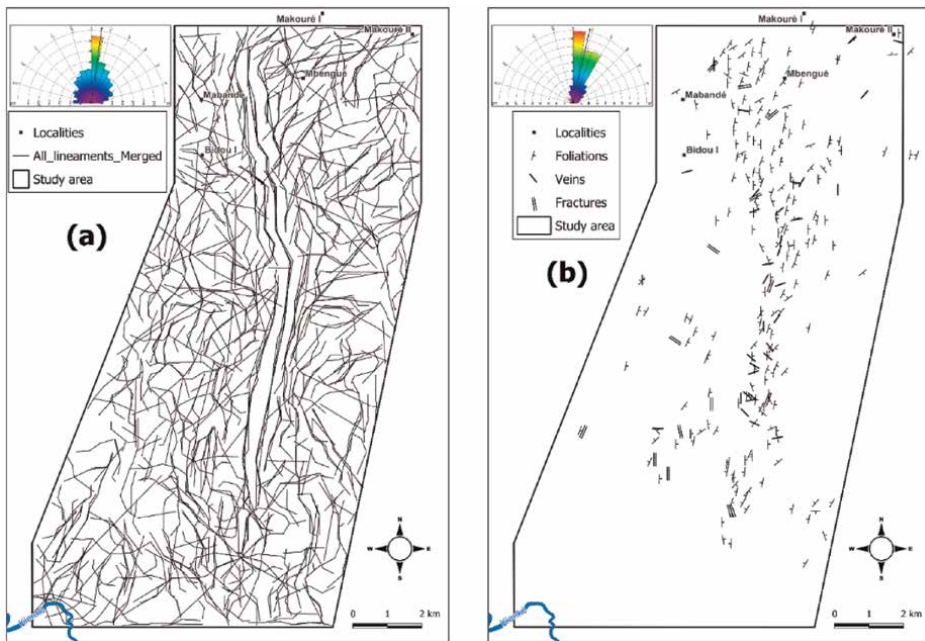 Makouré I
Makouré II
Mbengué
Mabandé
Bidou I
Localities
All_lineaments_Merged
Study area
(a)
N
W E
S
0 1 2 km
Makouré I
Makouré II
Mbengué
Mabandé
Bidou I
Localities
Foliations
Veins
Fractures
Study area
(b)
N
W E
S
0 1 2 km